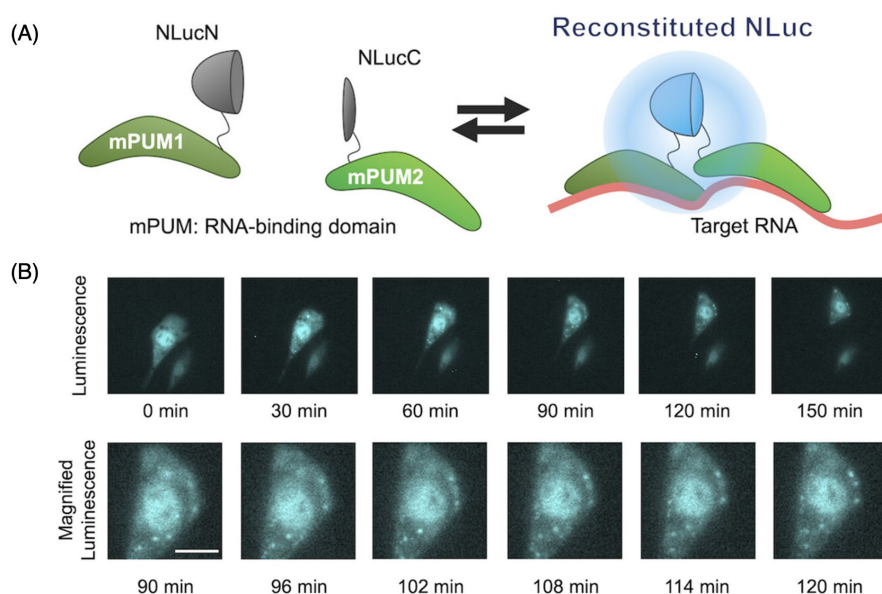 (A)
NLucN
NLucC
Reconstituted NLuc
mPUM1
mPUM2
mPUM: RNA-binding domain
Target RNA
(B)
Luminescence
0 min 30 min 60 min 90 min 120 min 150 min
Magnified
Luminescence
90 min 96 min 102 min 108 min 114 min 120 min